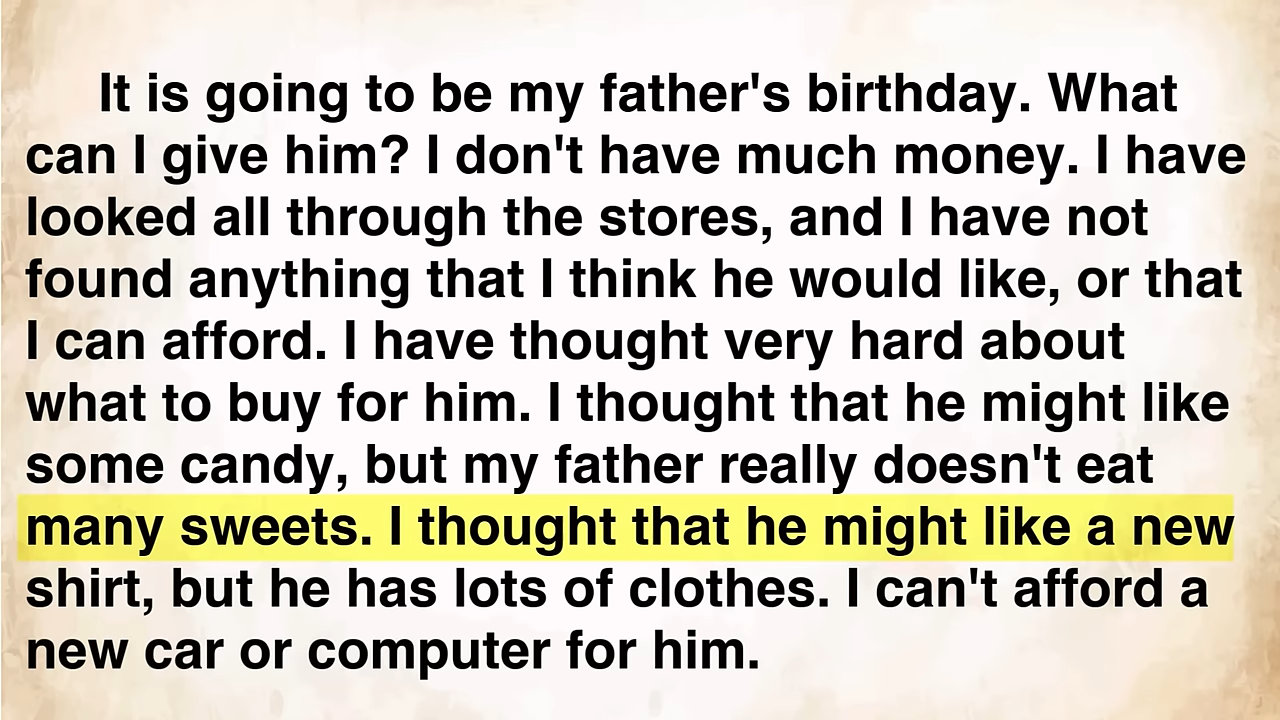 It is going to be my father's birthday. What
can I give him? I don't have much money. I have
looked all through the stores, and I have not
found anything that I think he would like, or that
I can afford. I have thought very hard about
what to buy for him. I thought that he might like
some candy, but my father really doesn't eat
many sweets. I thought that he might like a new
shirt, but he has lots of clothes. I can't afford a
new car or computer for him.